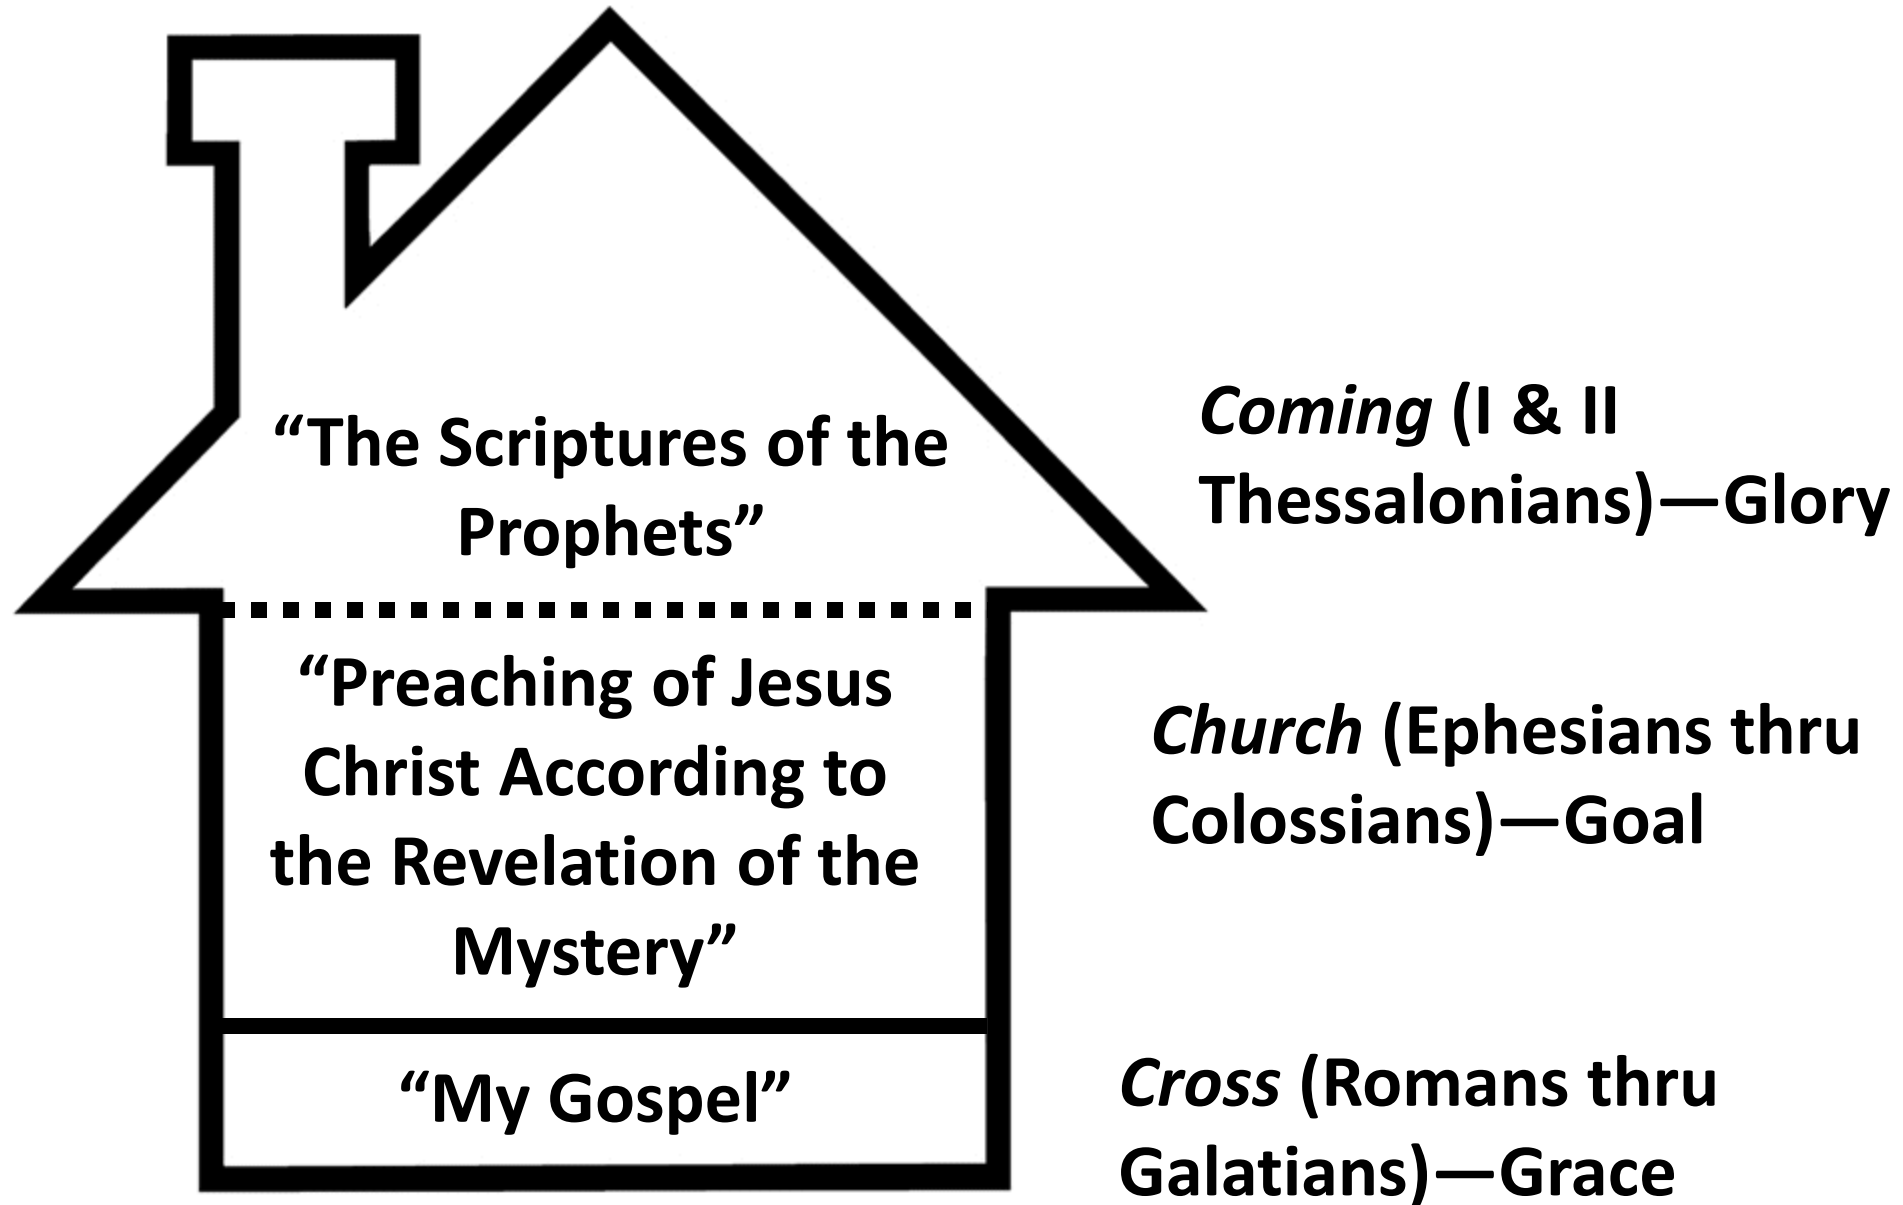 “The Scriptures of the
Prophets”
Coming (I & II
Thessalonians)—Glory
“Preaching of Jesus
Christ According to
the Revelation of the
Mystery”
Church (Ephesians thru
Colossians)—Goal
“My Gospel”
Cross (Romans thru
Galatians)—Grace